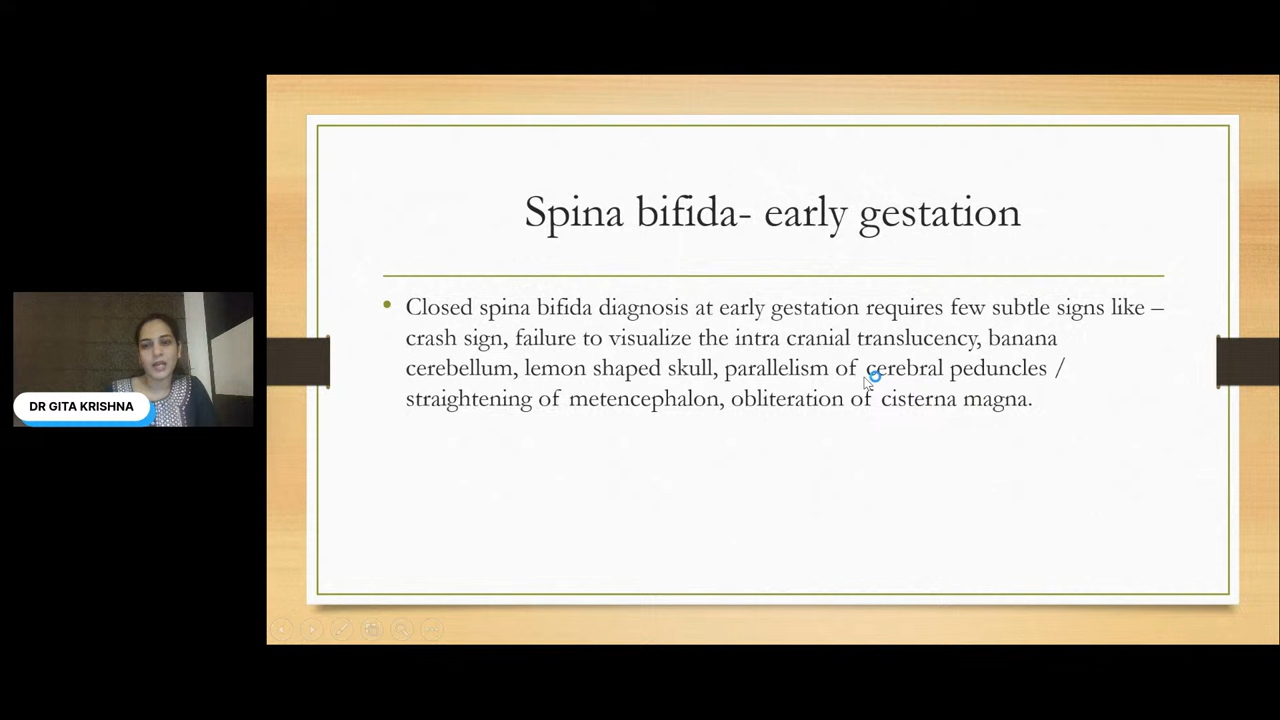 Spina bifida- early gestation
• Closed spina bifida diagnosis at early gestation requires few subtle signs like –
crash sign, failure to visualize the intra cranial translucency, banana
cerebellum, lemon shaped skull, parallelism of cerebral peduncles /
straightening of metencephalon, obliteration of cisterna magna.
DR GITA KRISHNA